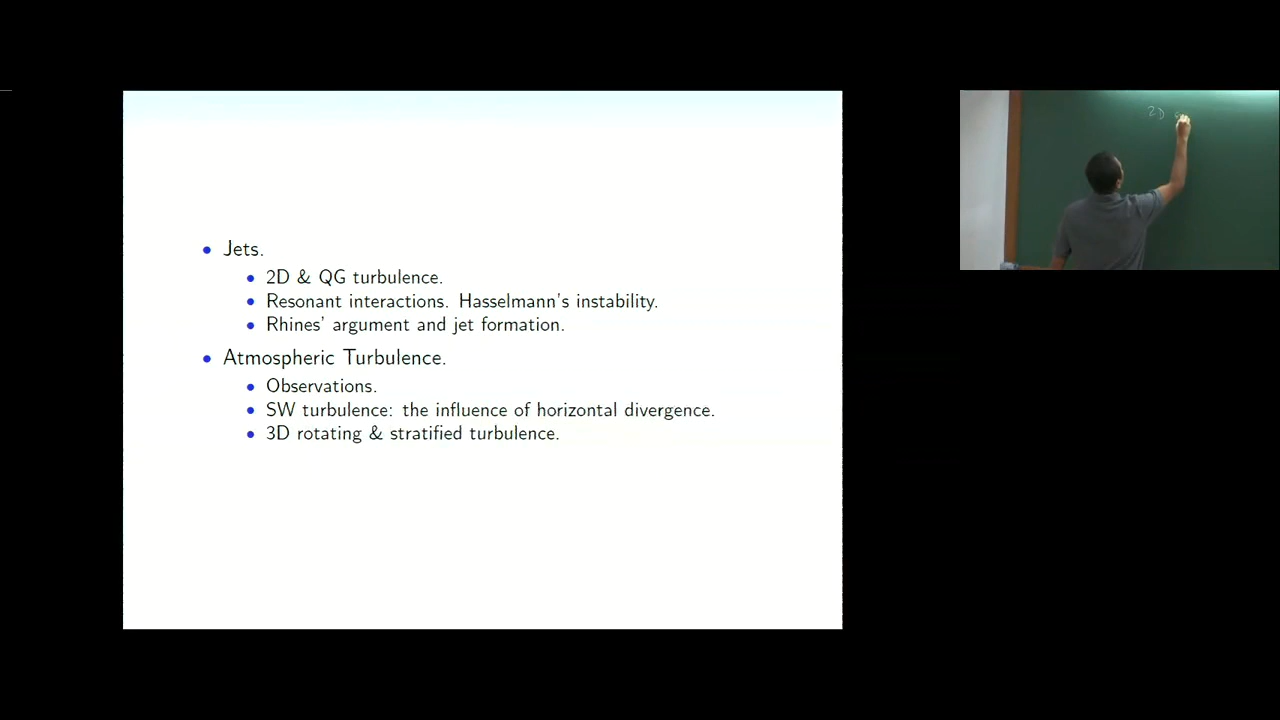 • Jets.
• 2D & QG turbulence.
• Resonant interactions. Hasselmann's instability.
• Rhines' argument and jet formation.
• Atmospheric Turbulence.
• Observations.
• SW turbulence: the influence of horizontal divergence.
• 3D rotating & stratified turbulence.
2D